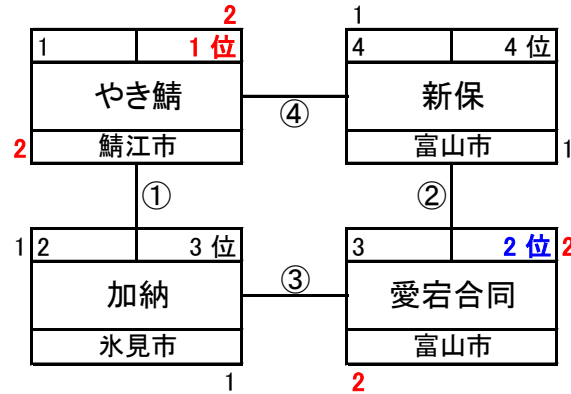 2 1
1 1 位 4 4 位
やき鯖 新保
④
2 鯖江市 富山市 1
① ②
1 2 3 位 3 2 位 2
加納 ③ 愛宕合同
氷見市 富山市
1 2